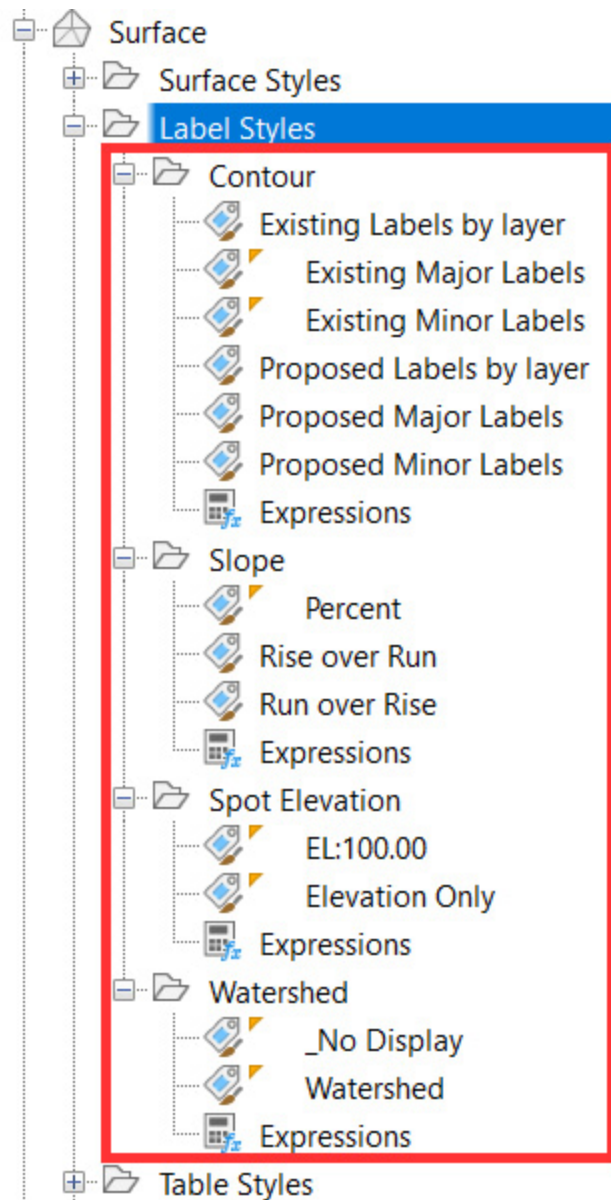 Surface
Surface Styles
Label Styles
Contour
Existing Labels by layer
Existing Major Labels
Existing Minor Labels
Proposed Labels by layer
Proposed Major Labels
Proposed Minor Labels
Expressions
Slope
Percent
Rise over Run
Run over Rise
Expressions
Spot Elevation
EL:100.00
Elevation Only
Expressions
Watershed
_No Display
Watershed
Expressions
Table Styles